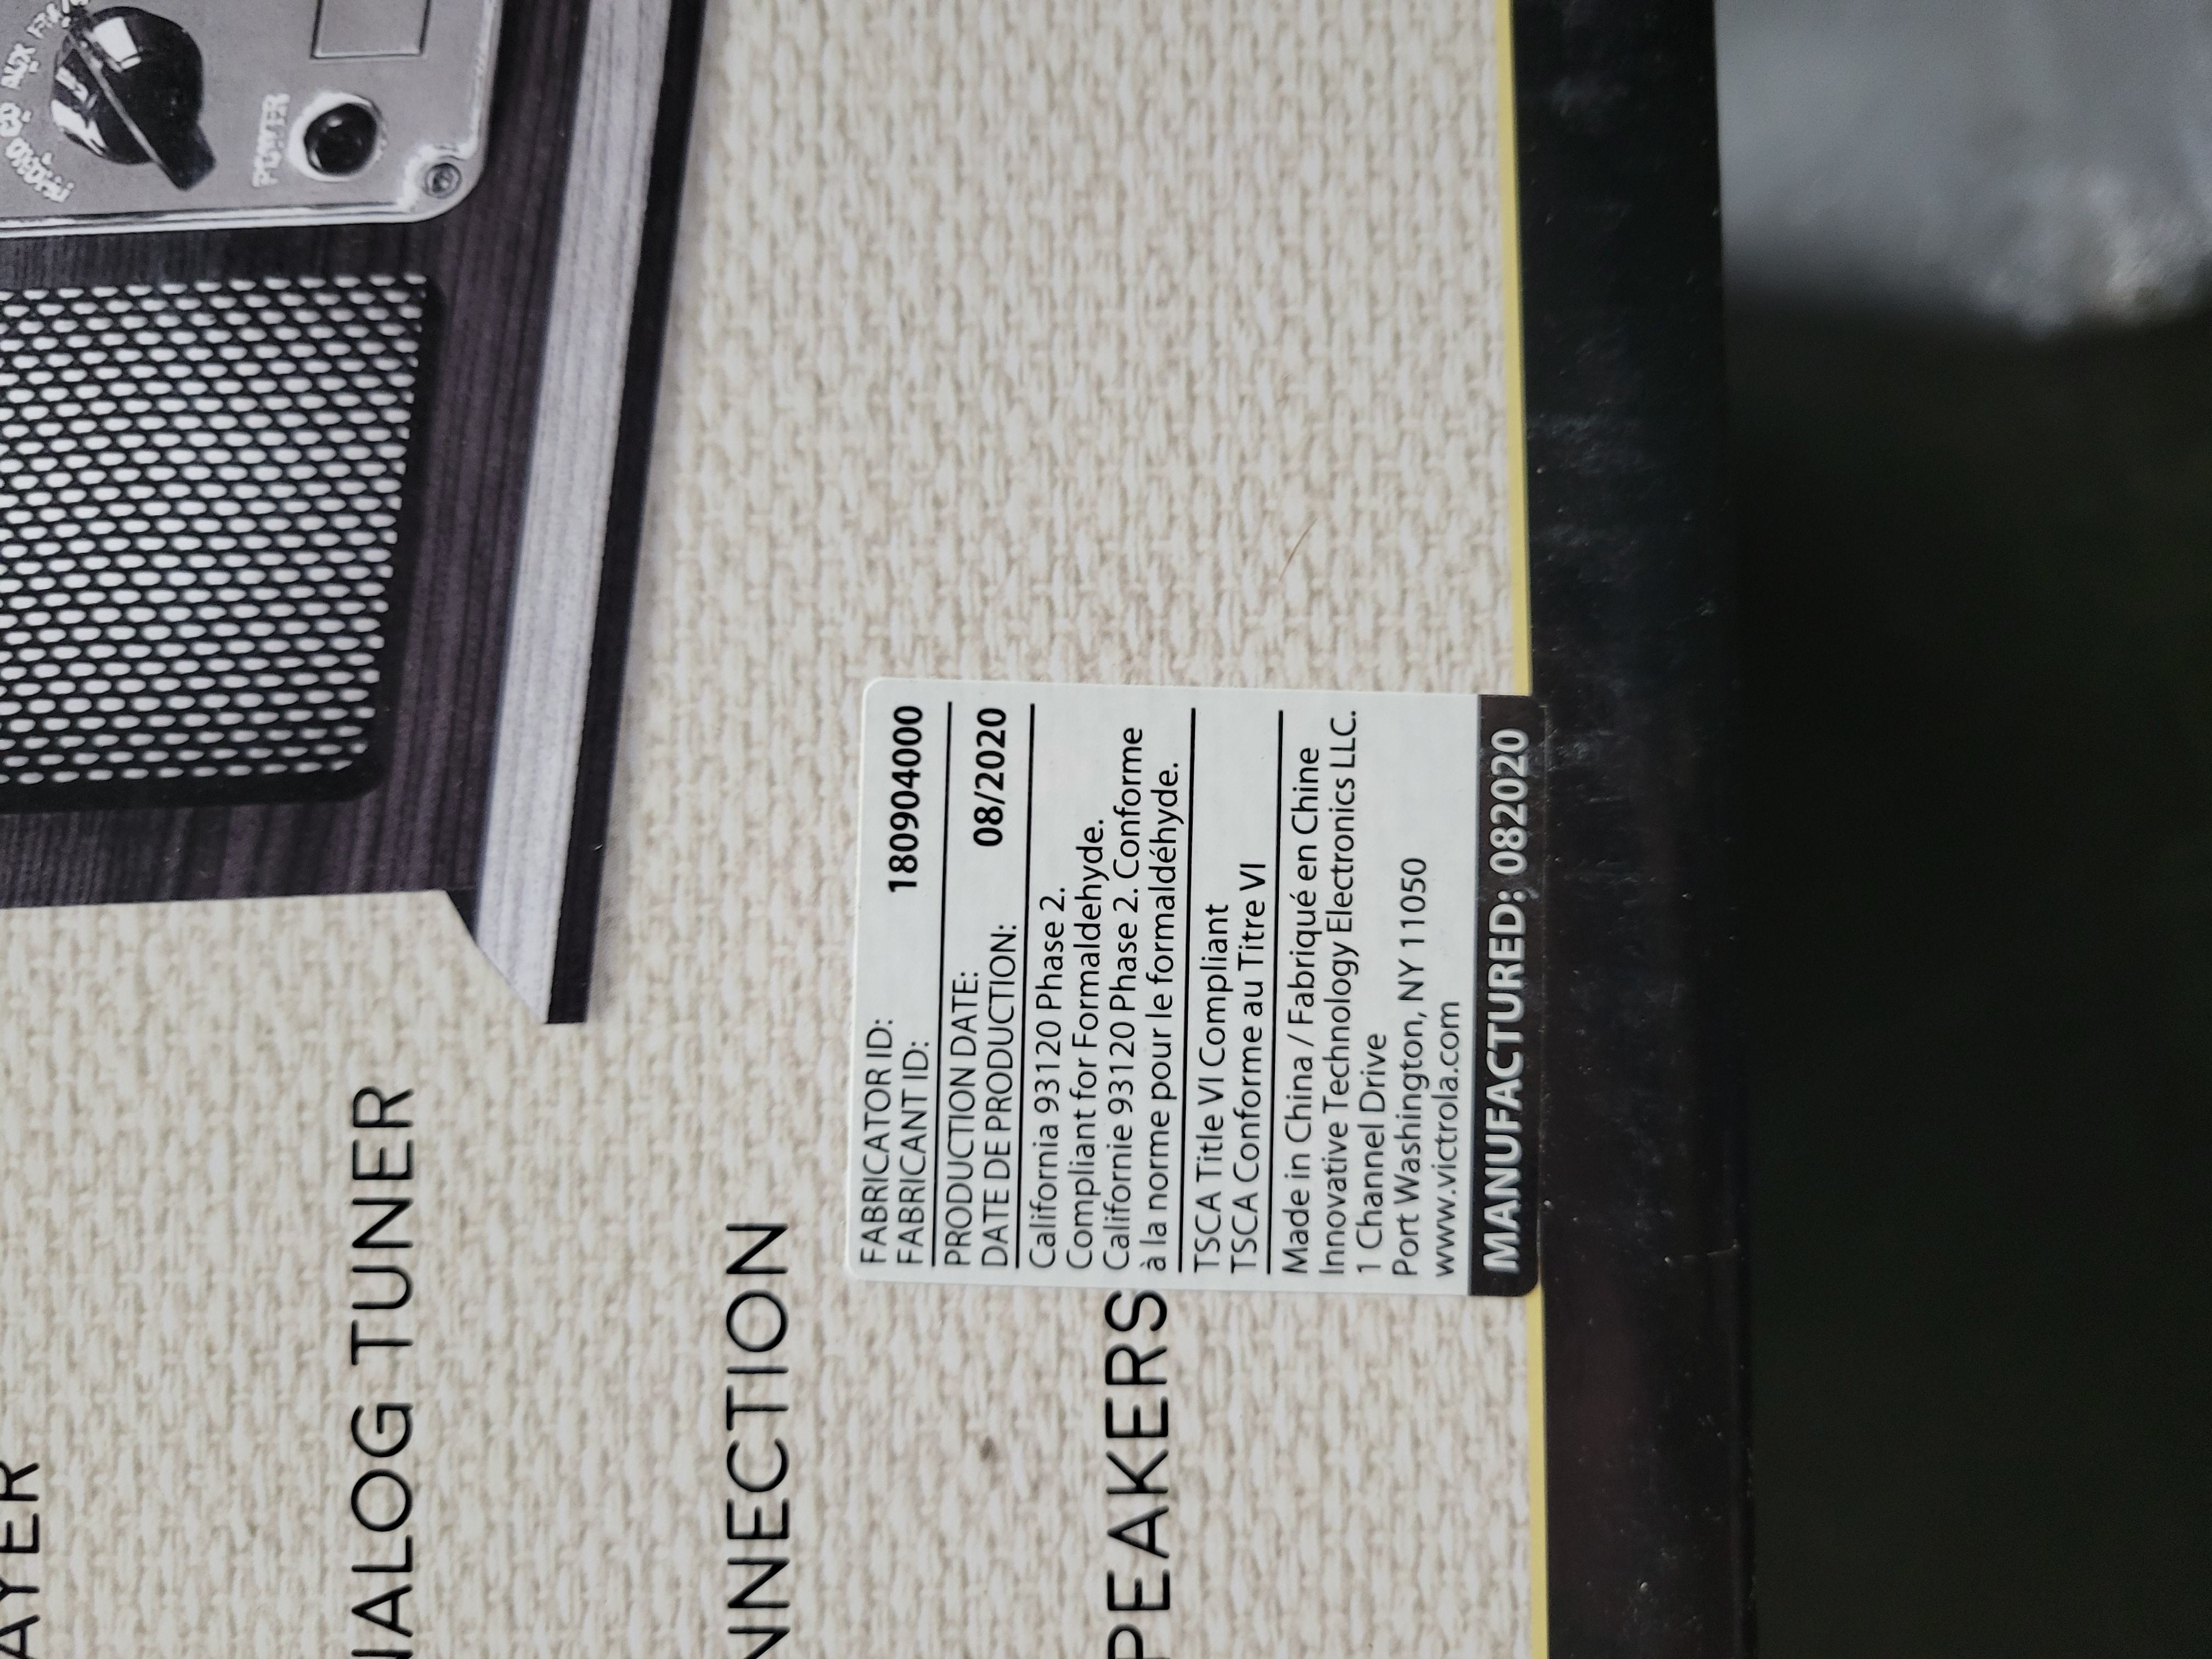 POWER
AYER
NALOG TUNER
NNECTION
PEAKERS
FABRICATOR ID:
FABRICANT ID: 180904000
PRODUCTION DATE:
DATE DE PRODUCTION: 08/2020
California 93120 Phase 2.
Compliant for Formaldehyde.
Californie 93120 Phase 2. Conforme
à la norme pour le formaldéhyde.
TSCA Title VI Compliant
TSCA Conforme au Titre VI
Made in China / Fabriqué en Chine
Innovative Technology Electronics LLC.
1 Channel Drive
Port Washington, NY 11050
www.victrola.com
MANUFACTURED: 082020